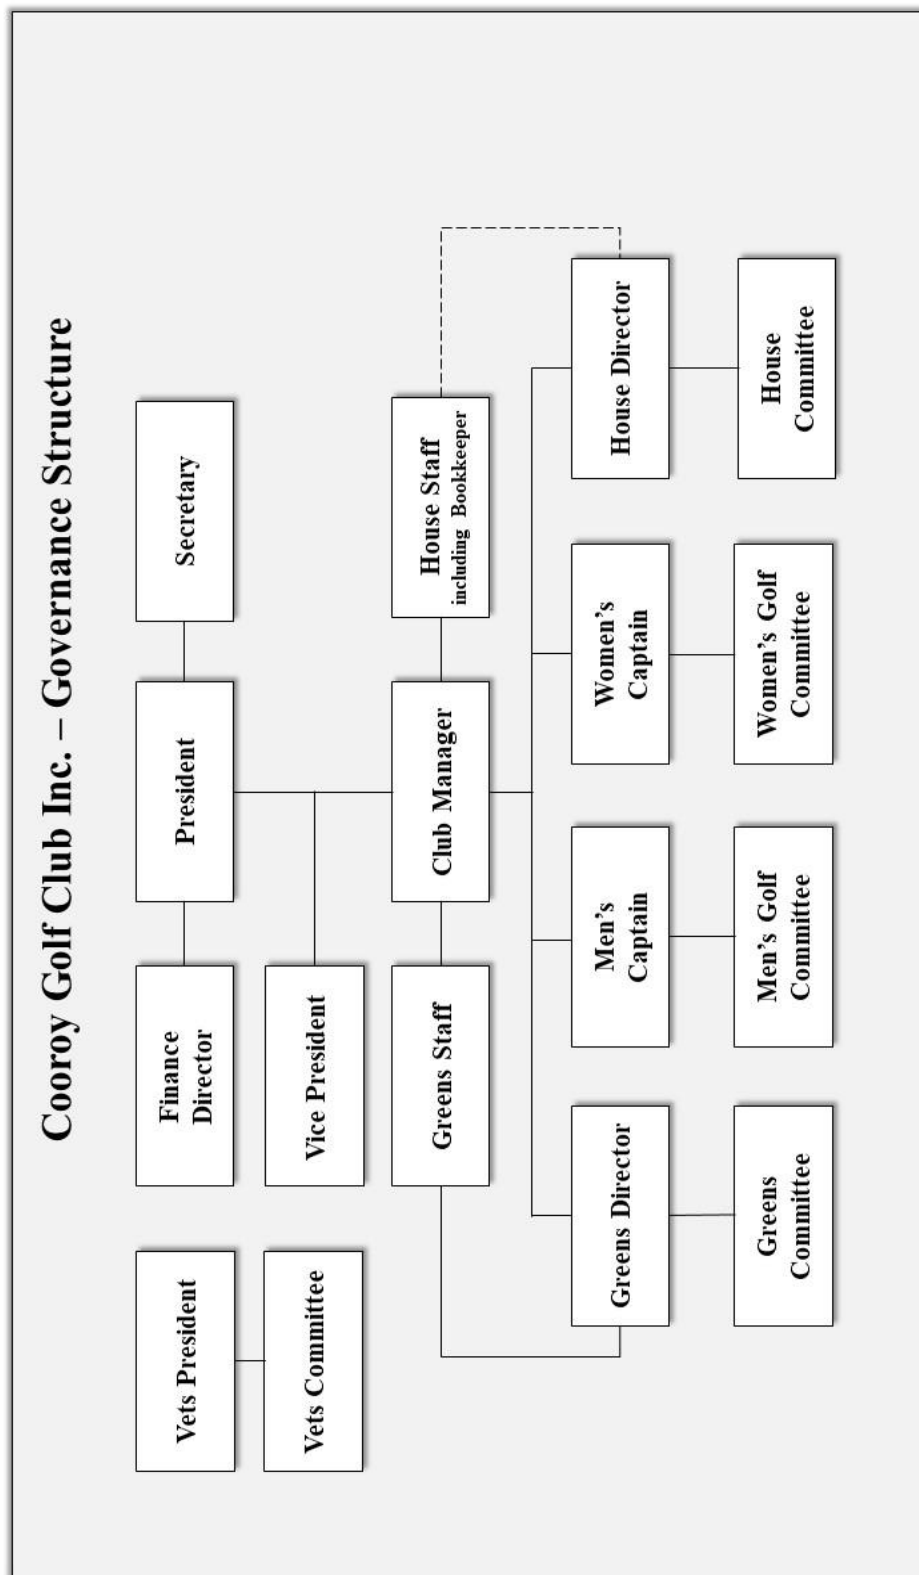 Cooroy Golf Club Inc. – Governance Structure
Vets President
Finance
Director
President
Secretary
Vets Committee
Vice President
Greens Staff
Club Manager
House Staff
including Bookkeeper
Greens Director
Men’s
Captain
Women’s
Captain
House Director
Greens
Committee
Men’s Golf
Committee
Women’s Golf
Committee
House
Committee